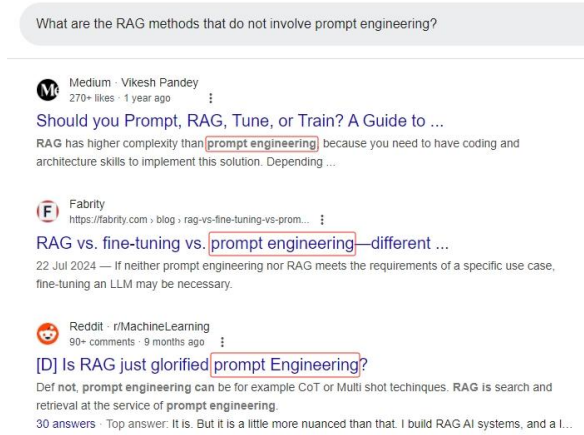 What are the RAG methods that do not involve prompt engineering?
Medium · Vikesh Pandey
270+ likes · 1 year ago
Should you Prompt, RAG, Tune, or Train? A Guide to ...
RAG has higher complexity than prompt engineering, because you need to have coding and
architecture skills to implement this solution. Depending ...
Fabrity
https://fabrity.com › blog › rag-vs-fine-tuning-vs-prom...
RAG vs. fine-tuning vs. prompt engineering—different ...
22 Jul 2024 — If neither prompt engineering nor RAG meets the requirements of a specific use case,
fine-tuning an LLM may be necessary.
Reddit · r/MachineLearning
90+ comments · 9 months ago
[D] Is RAG just glorified prompt Engineering?
Def not, prompt engineering can be for example CoT or Multi shot techinques. RAG is search and
retrieval at the service of prompt engineering.
30 answers · Top answer: It is. But it is a little more nuanced than that. I build RAG AI systems, and a l...